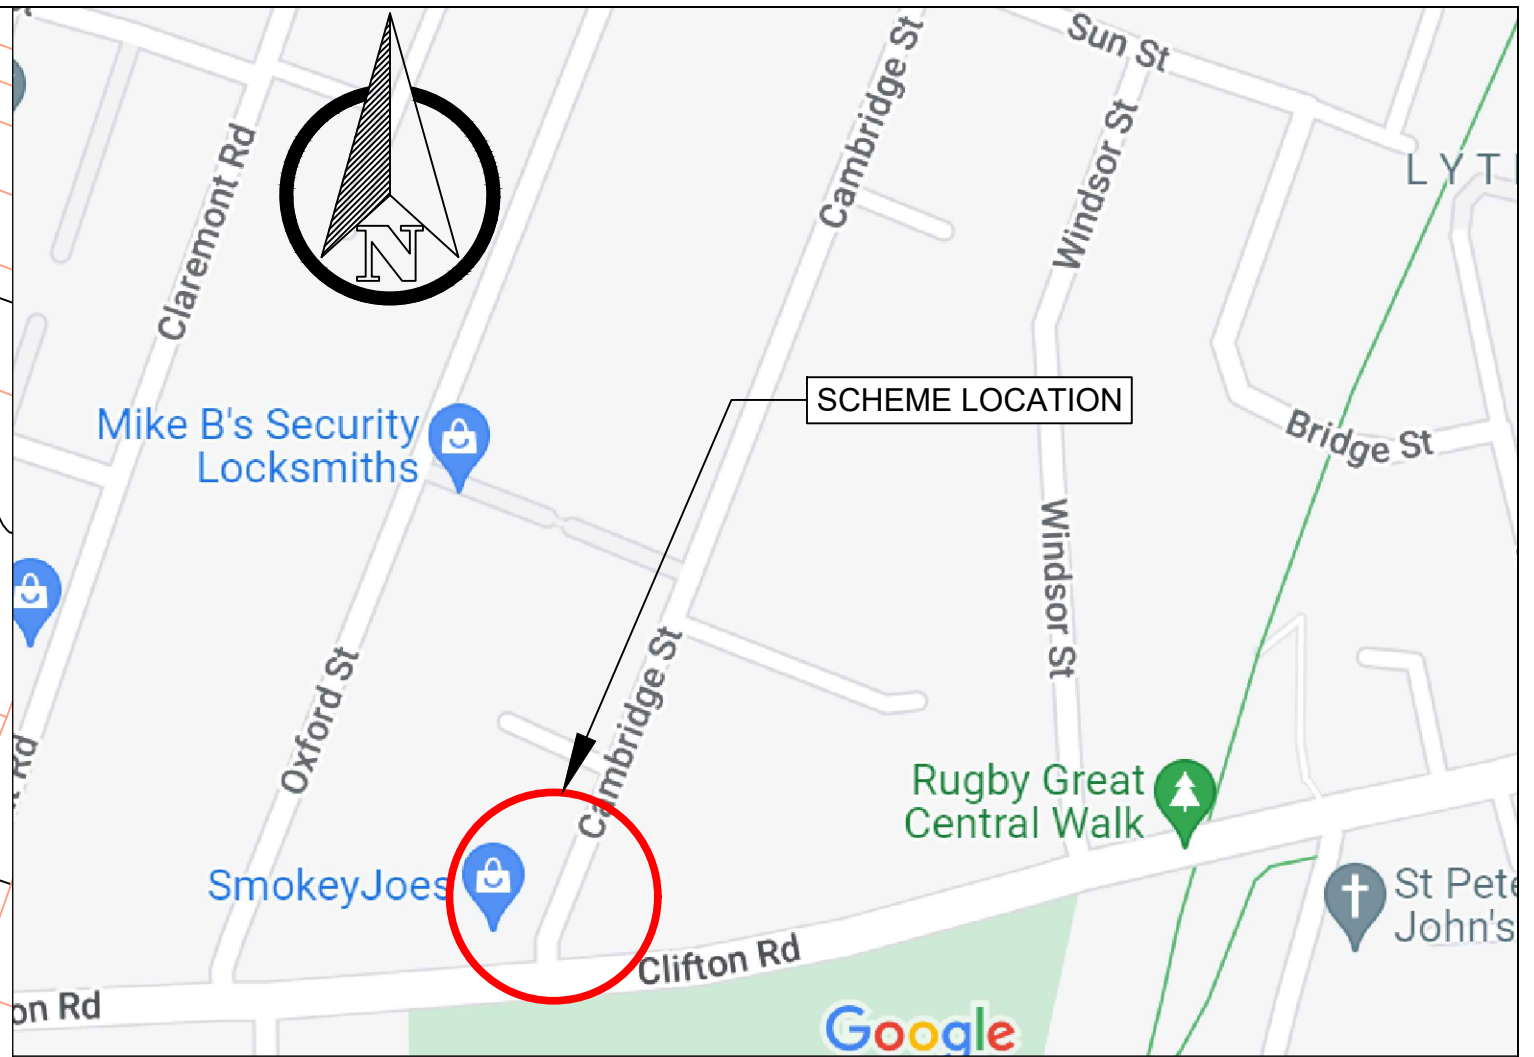 Sun St
Cambridge St
Windsor St
Claremont Rd
LYT
N
SCHEME LOCATION
Mike B's Security
Locksmiths
Bridge St
Windsor St
Cambridge St
Oxford St
Rd
Rugby Great
Central Walk
SmokeyJoes
St Pete
John's
Clifton Rd
on Rd
Google